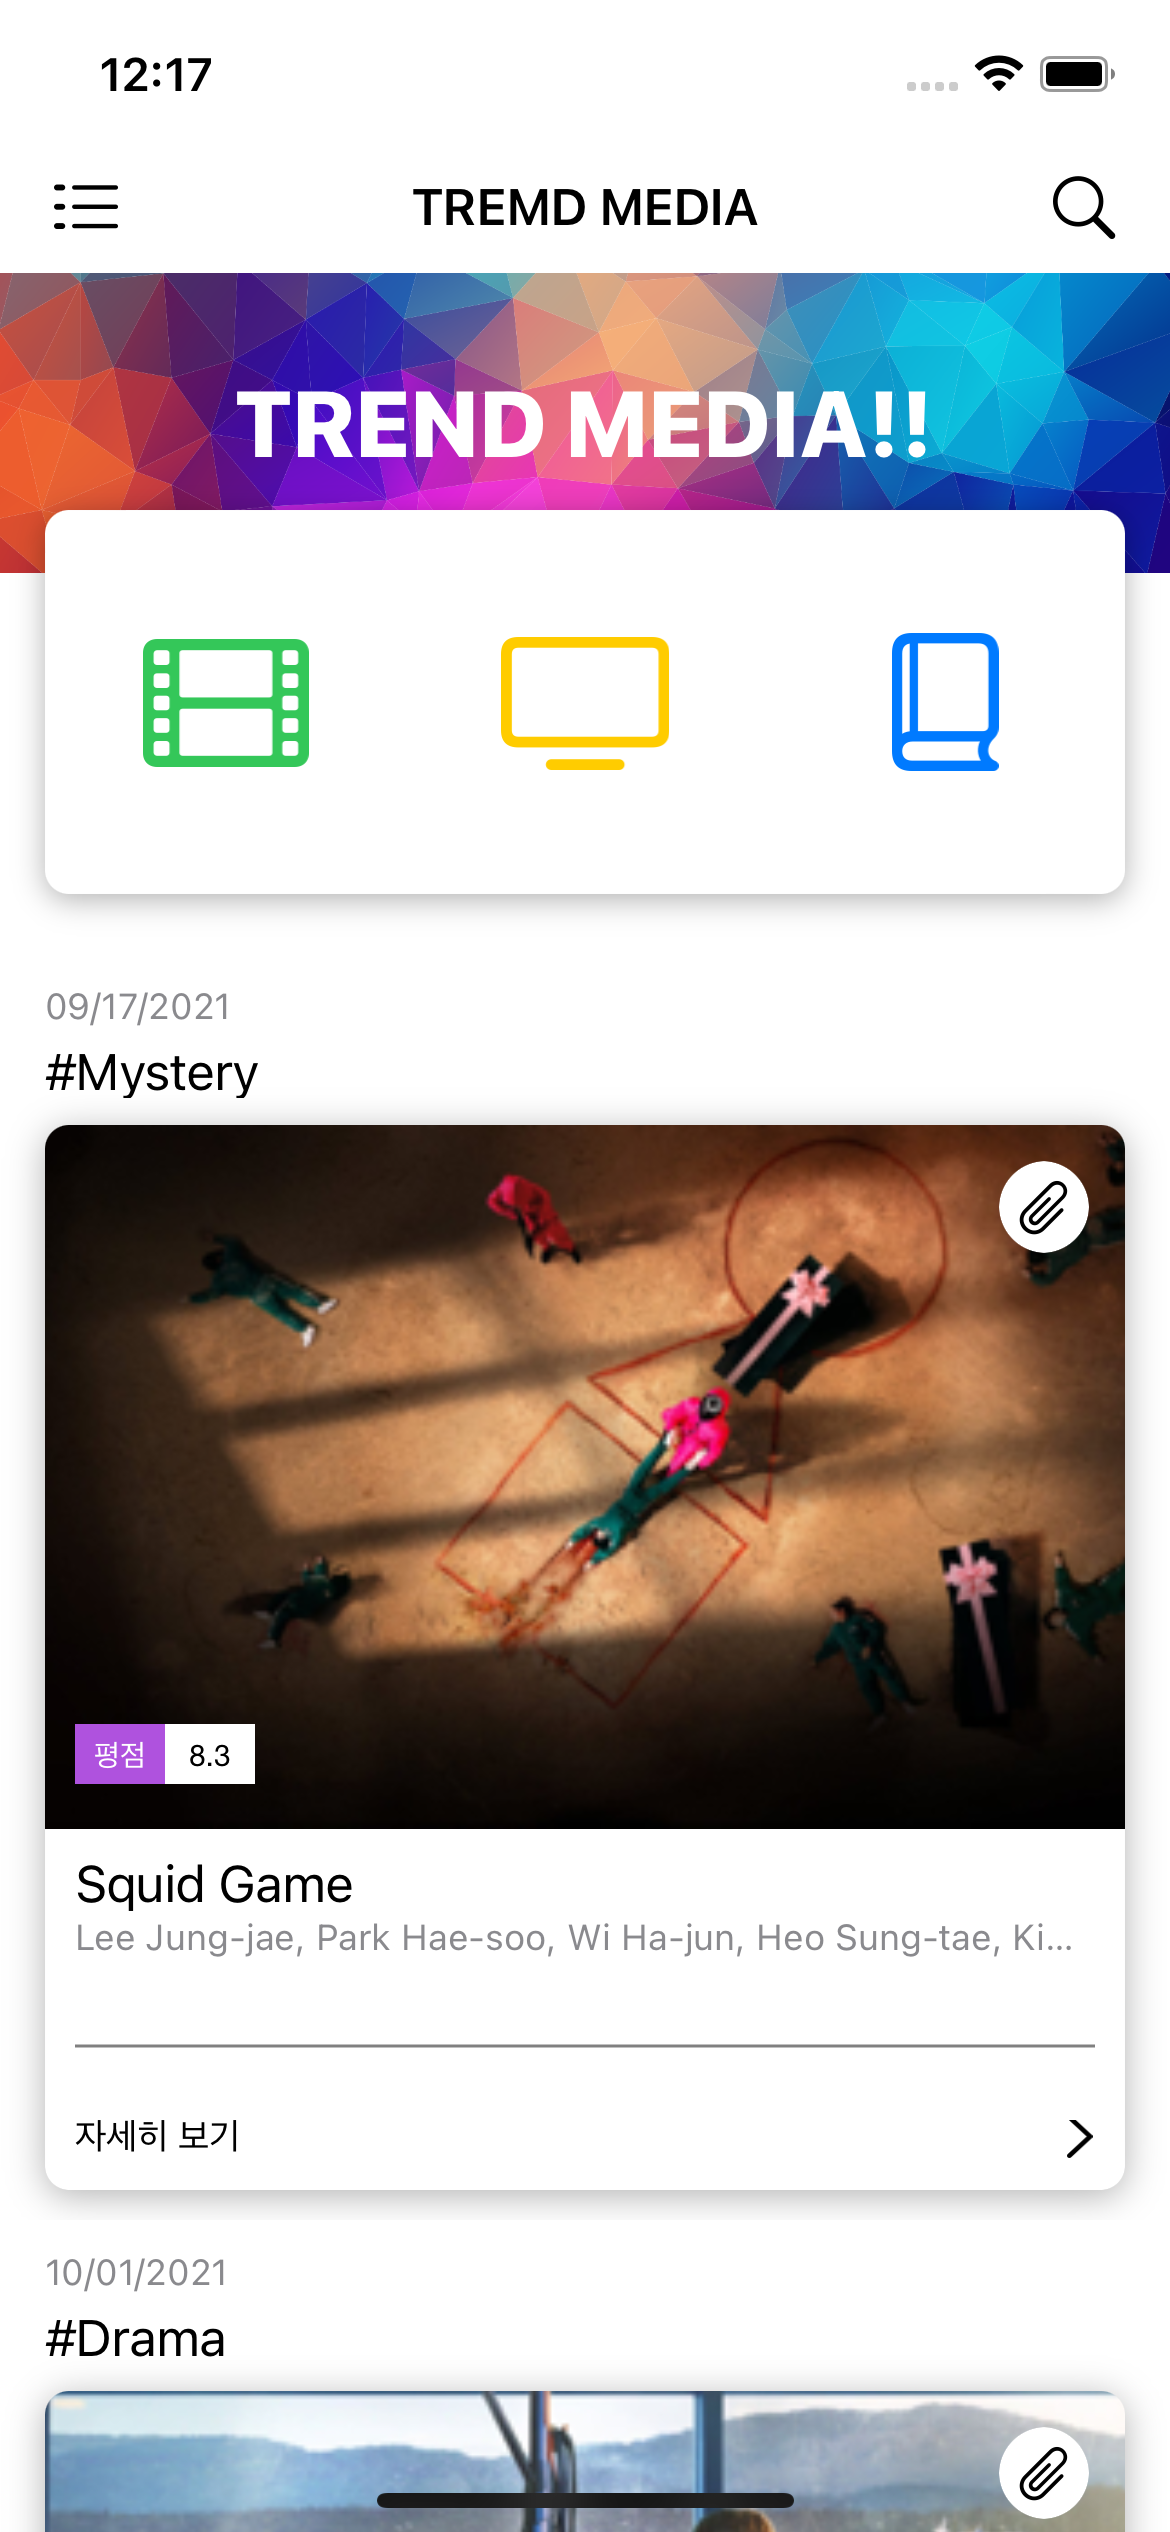 12:17
TREMD MEDIA
TREND MEDIA!!
09/17/2021
#Mystery
평점 8.3
Squid Game
Lee Jung-jae, Park Hae-soo, Wi Ha-jun, Heo Sung-tae, Ki...
자세히 보기
10/01/2021
#Drama